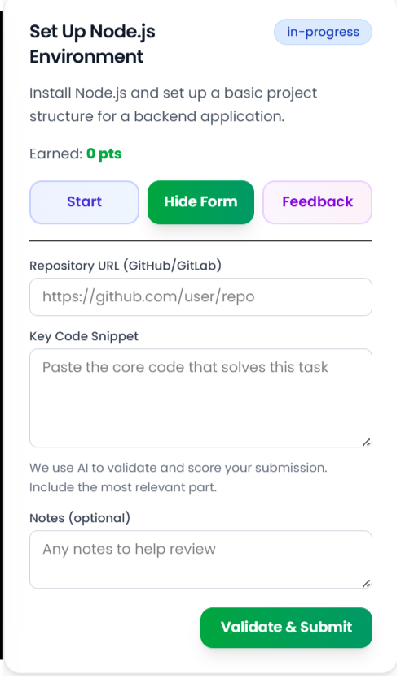 Set Up Node.js
Environment
in-progress
Install Node.js and set up a basic project
structure for a backend application.
Earned: 0 pts
Start
Hide Form
Feedback
Repository URL (GitHub/GitLab)
https://github.com/user/repo
Key Code Snippet
Paste the core code that solves this task
We use AI to validate and score your submission.
Include the most relevant part.
Notes (optional)
Any notes to help review
Validate & Submit